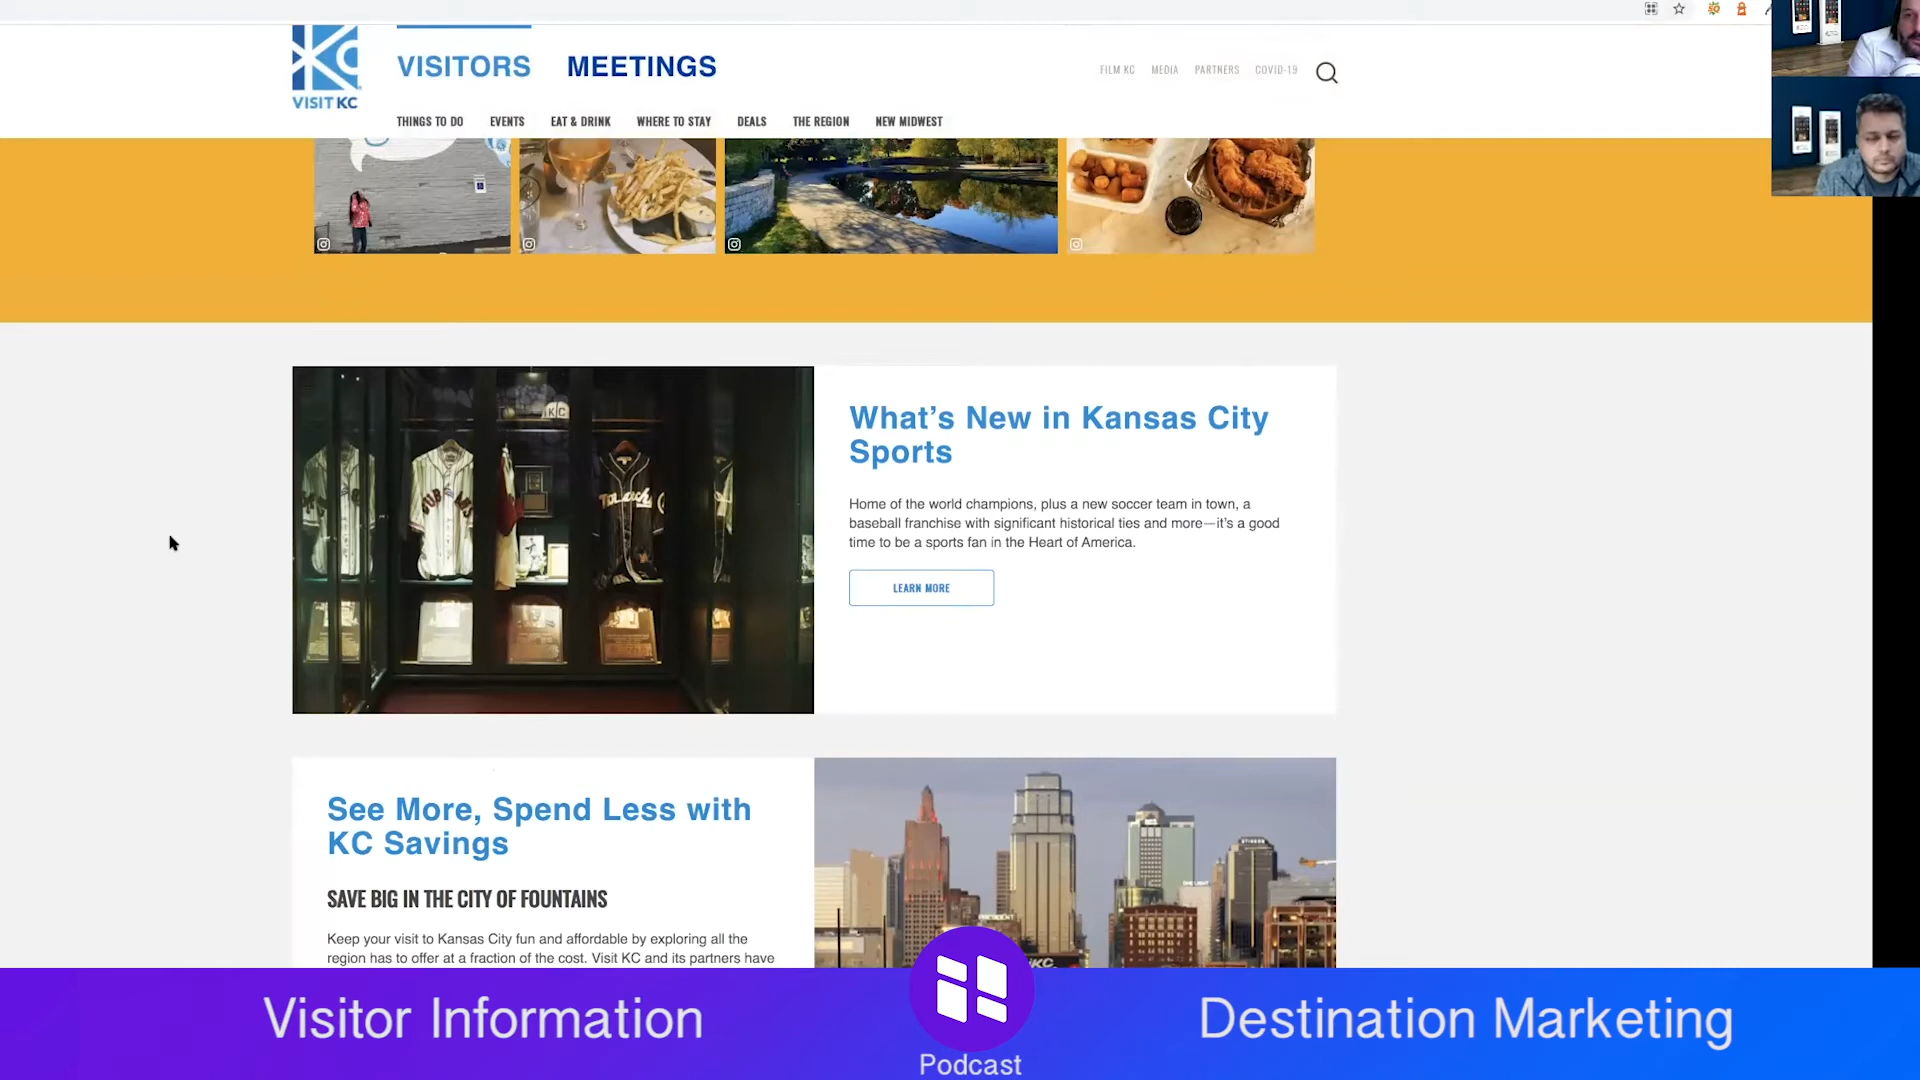 VISITORS
MEETINGS
FILM KC
MEDIA
PARTNERS
COVID-19
VISIT KC
THINGS TO DO
EVENTS
EAT & DRINK
WHERE TO STAY
DEALS
THE REGION
NEW MIDWEST
What's New in Kansas City
Sports
Home of the world champions, plus a new soccer team in town, a
baseball franchise with significant historical ties and more—it's a good
time to be a sports fan in the Heart of America.
LEARN MORE
See More, Spend Less with
KC Savings
SAVE BIG IN THE CITY OF FOUNTAINS
Keep your visit to Kansas City fun and affordable by exploring all the
region has to offer at a fraction of the cost. Visit KC and its partners have
Visitor Information
Podcast
Destination Marketing